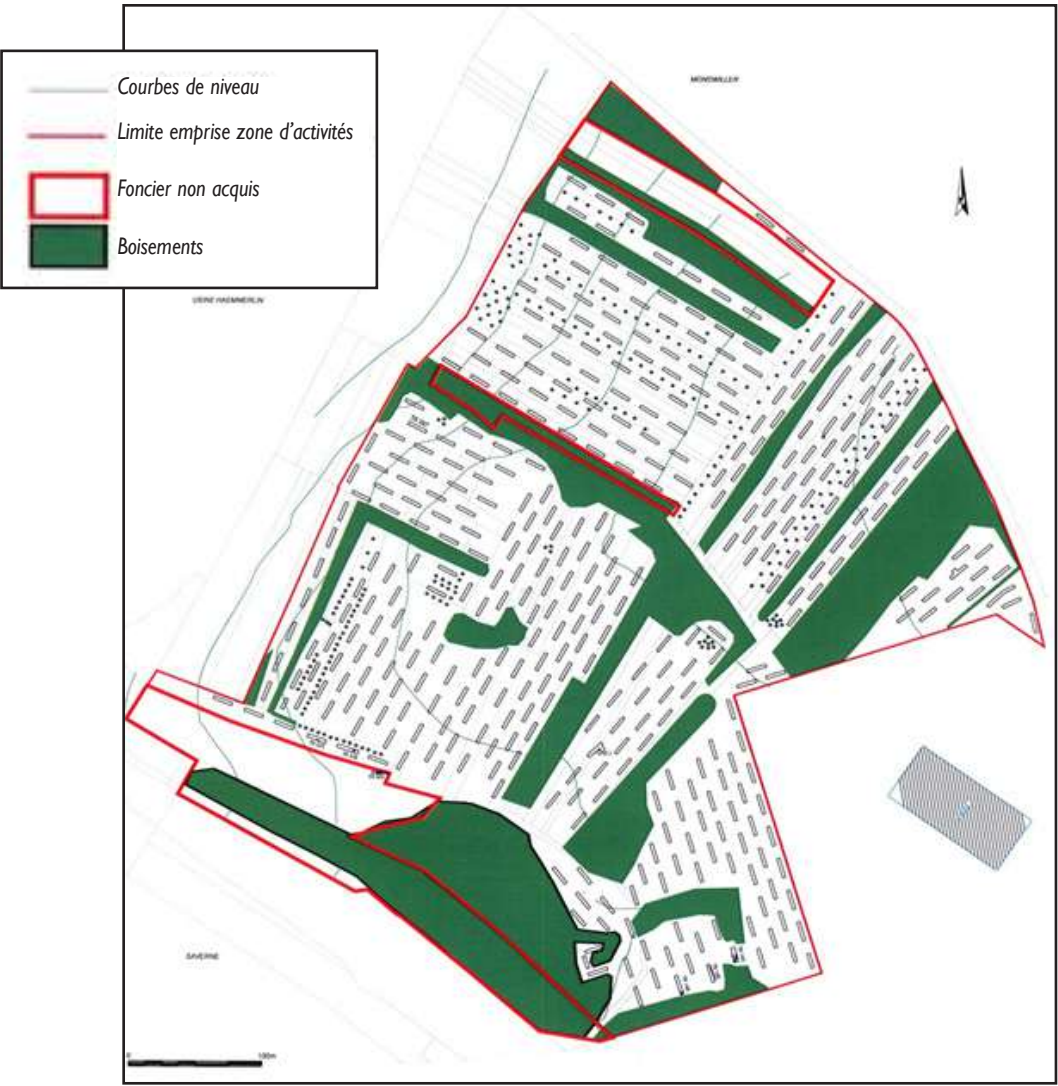 Courbes de niveau
Limite emprise zone d'activités
Foncier non acquis
Boisements
MONSWILLER
USINE HAEMMERLIN
SAVERNE
0
100m